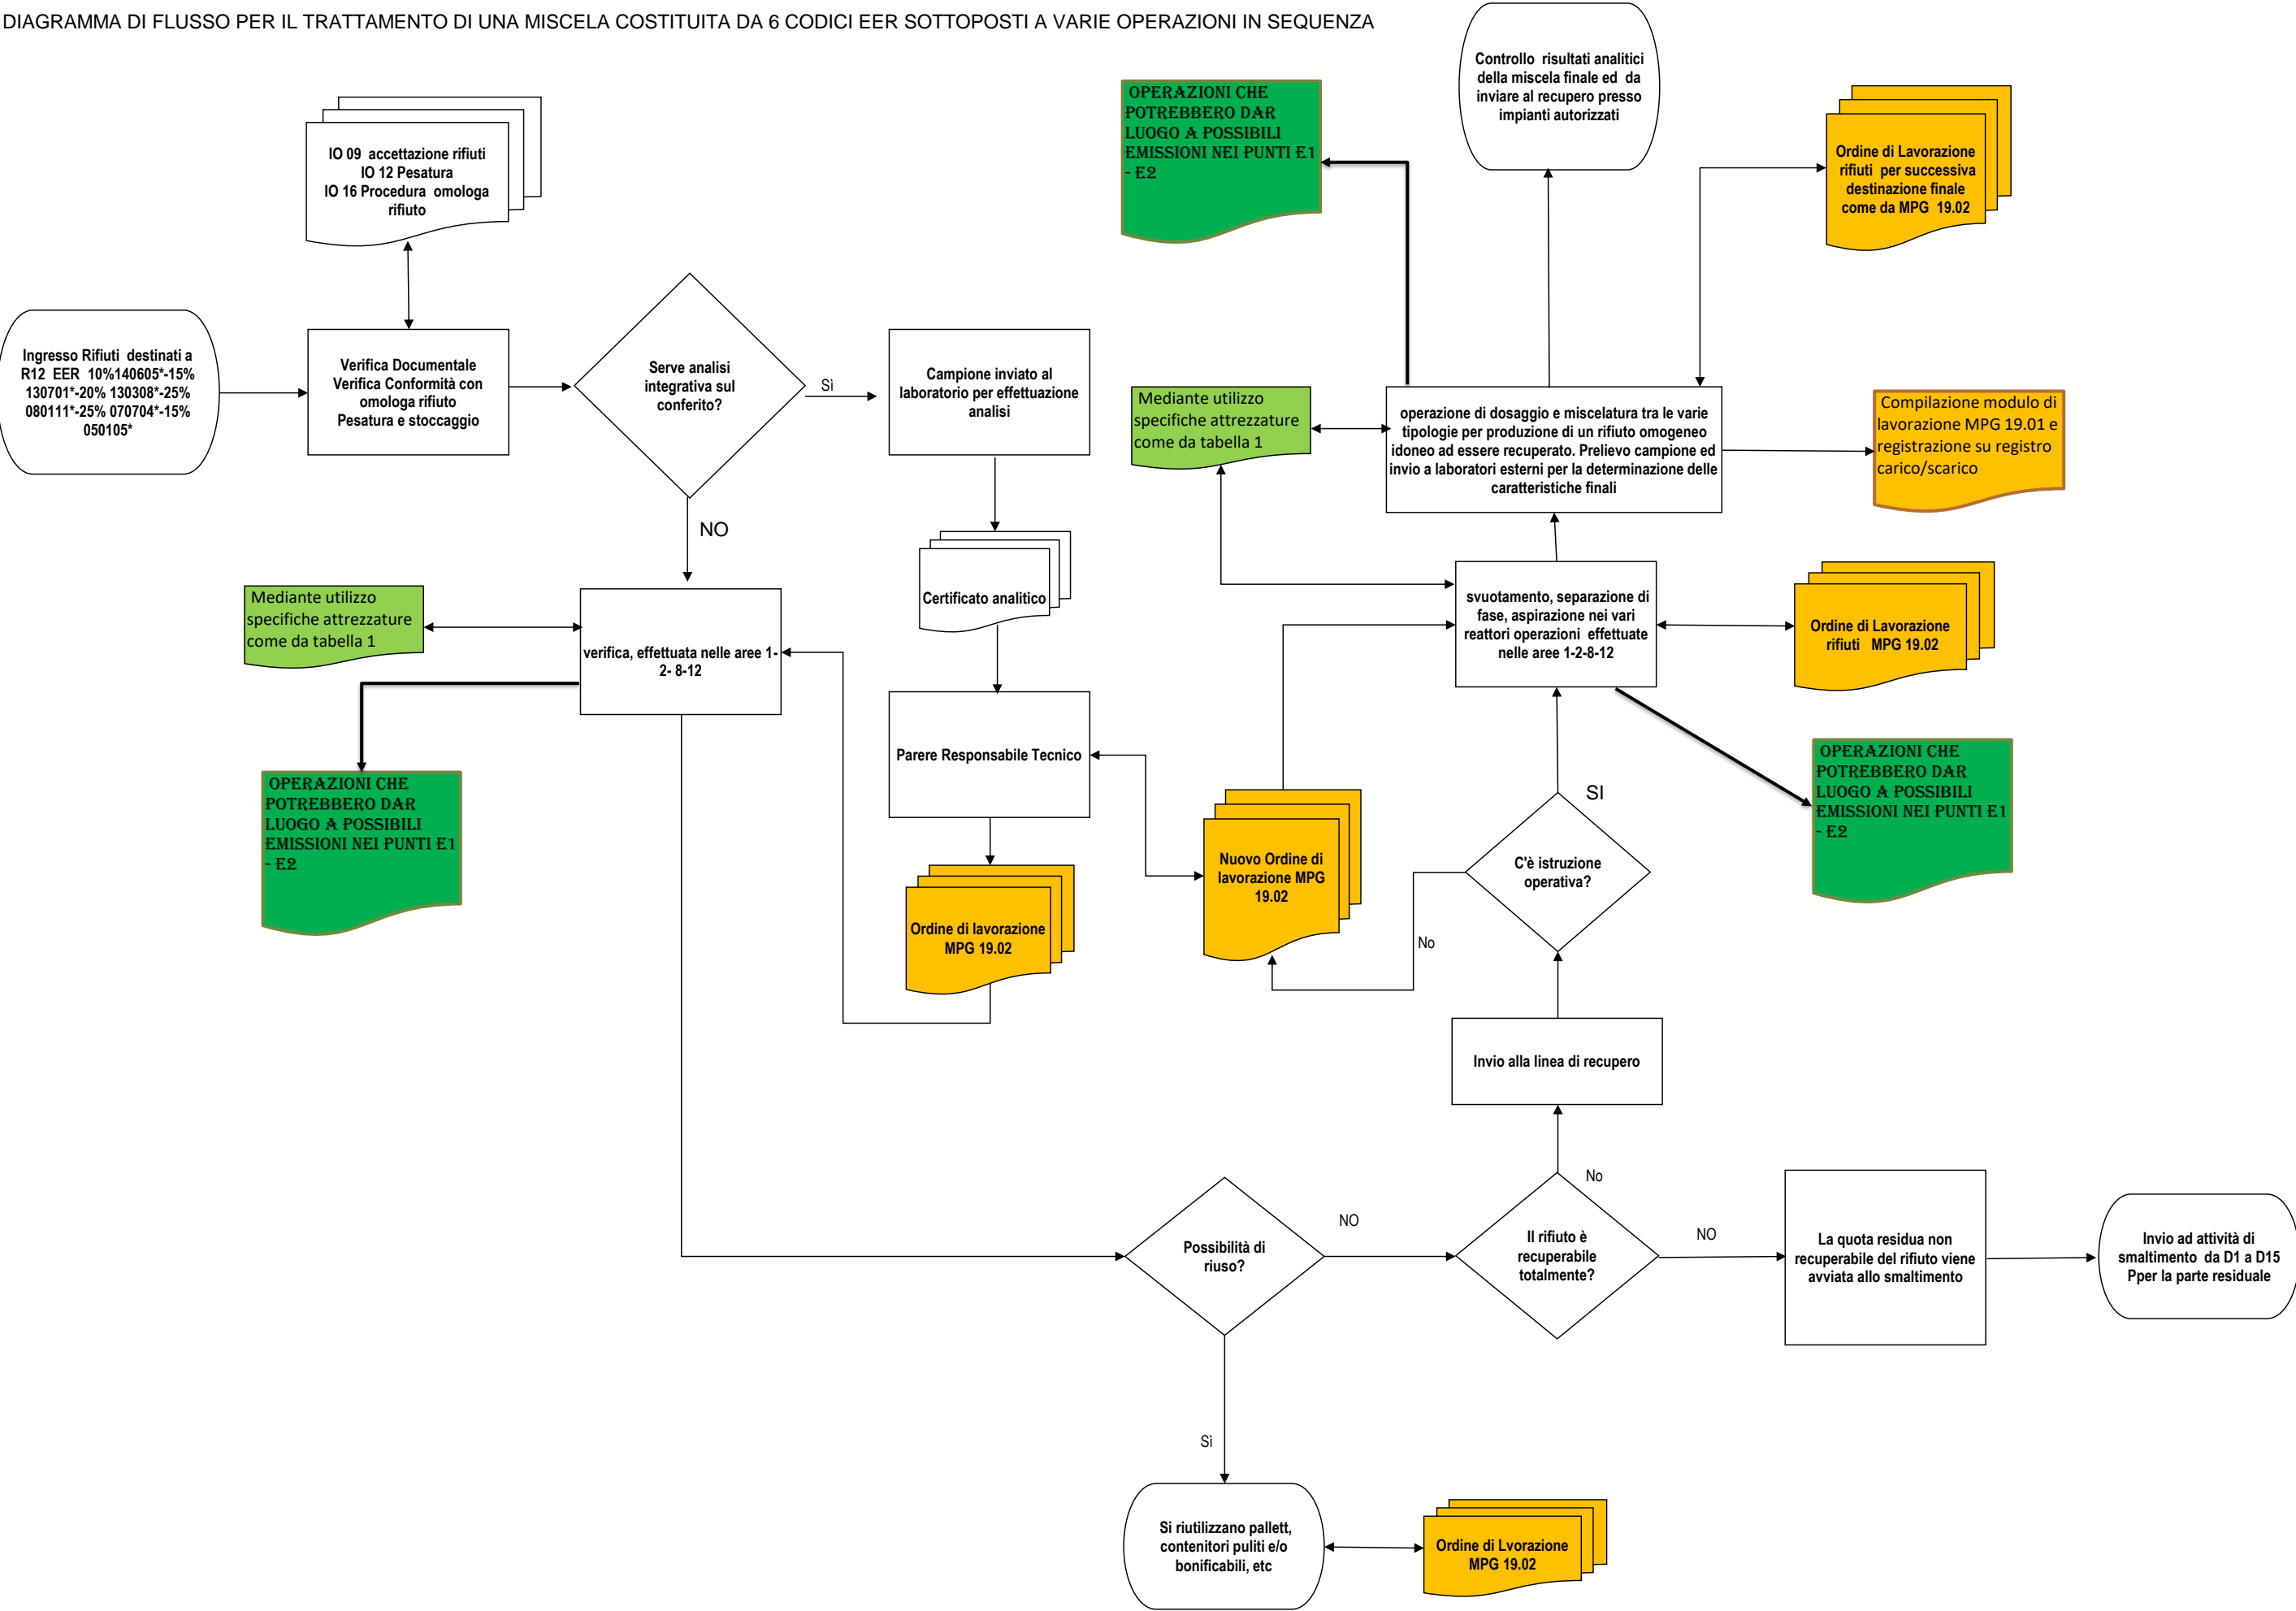 DIAGRAMMA DI FLUSSO PER IL TRATTAMENTO DI UNA MISCELA COSTITUITA DA 6 CODICI EER SOTTOPOSTI A VARIE OPERAZIONI IN SEQUENZA
IO 09 accettazione rifiuti
IO 12 Pesatura
IO 16 Procedura omologa
rifiuto
Ingresso Rifiuti destinati a
R12 EER 10%140605*-15%
130701*-20% 130308*-25%
080111*-25% 070704*-15%
050105*
Verifica Documentale
Verifica Conformità con
omologa rifiuto
Pesatura e stoccaggio
Serve analisi
integrativa sul
conferito?
Sì
NO
Campione inviato al
laboratorio per effettuazione
analisi
Certificato analitico
Parere Responsabile Tecnico
Ordine di lavorazione
MPG 19.02
Mediante utilizzo
specifiche attrezzature
come da tabella 1
verifica, effettuata nelle aree 1-
2- 8-12
OPERAZIONI CHE
POTREBBERO DAR
LUOGO A POSSIBILI
EMISSIONI NEI PUNTI E1
- E2
OPERAZIONI CHE
POTREBBERO DAR
LUOGO A POSSIBILI
EMISSIONI NEI PUNTI E1
- E2
Controllo risultati analitici
della miscela finale ed da
inviare al recupero presso
impianti autorizzati
Ordine di Lavorazione
rifiuti per successiva
destinazione finale
come da MPG 19.02
Mediante utilizzo
specifiche attrezzature
come da tabella 1
operazione di dosaggio e miscelatura tra le varie
tipologie per produzione di un rifiuto omogeneo
idoneo ad essere recuperato. Prelievo campione ed
invio a laboratori esterni per la determinazione delle
caratteristiche finali
Compilazione modulo di
lavorazione MPG 19.01 e
registrazione su registro
carico/scarico
svuotamento, separazione di
fase, aspirazione nei vari
reattori operazioni effettuate
nelle aree 1-2-8-12
Ordine di Lavorazione
rifiuti MPG 19.02
OPERAZIONI CHE
POTREBBERO DAR
LUOGO A POSSIBILI
EMISSIONI NEI PUNTI E1
- E2
SI
Nuovo Ordine di
lavorazione MPG
19.02
C'è istruzione
operativa?
No
Invio alla linea di recupero
No
Possibilità di
riuso?
NO
Il rifiuto è
recuperabile
totalmente?
NO
La quota residua non
recuperabile del rifiuto viene
avviata allo smaltimento
Invio ad attività di
smaltimento da D1 a D15
Pper la parte residuale
Sì
Si riutilizzano pallett,
contenitori puliti e/o
bonificabili, etc
Ordine di Lvorazione
MPG 19.02